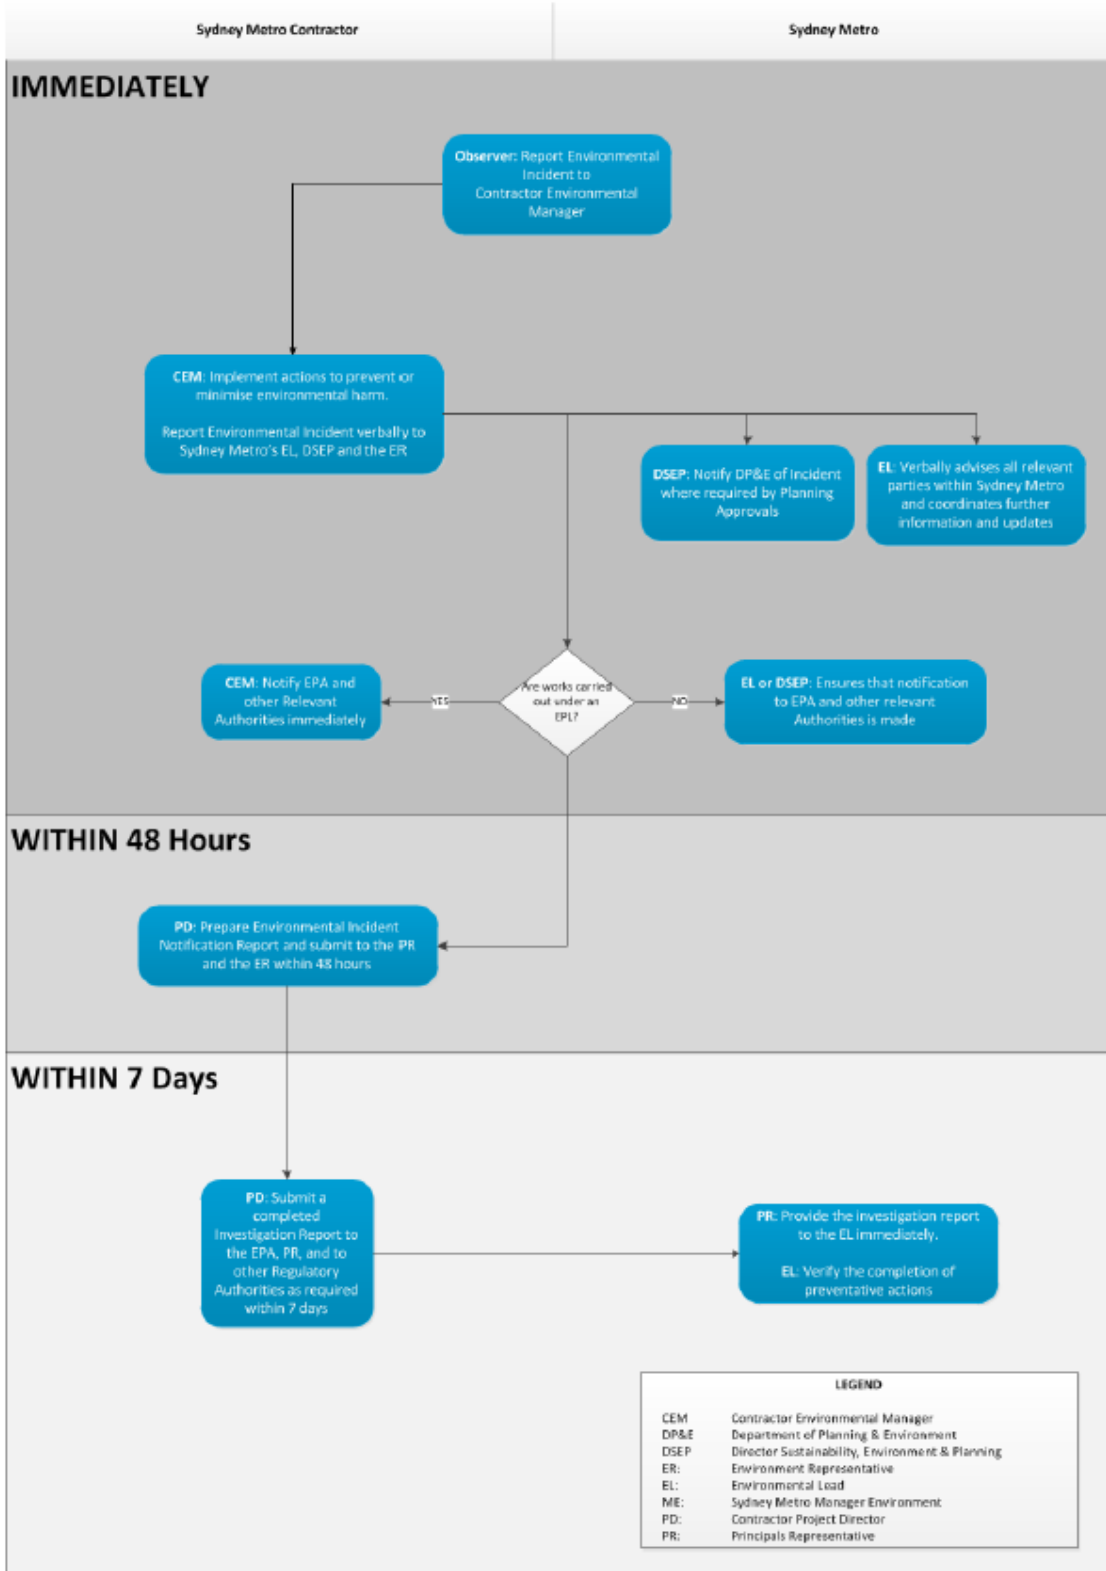 Sydney Metro Contractor
Sydney Metro
IMMEDIATELY
Observer: Report Environmental
Incident to
Contractor Environmental
Manager
CEM: Implement actions to prevent or
minimise environmental harm.
Report Environmental Incident verbally to
Sydney Metro's EL, DSEP and the ER
DSEP: Notify DP&E of Incident
where required by Planning
Approvals
EL: Verbally advises all relevant
parties within Sydney Metro
and coordinates further
information and updates
CEM: Notify EPA and
other Relevant
Authorities immediately
YES
Are works carried
out under an
EPL?
NO
EL or DSEP: Ensures that notification
to EPA and other relevant
Authorities is made
WITHIN 48 Hours
PD: Prepare Environmental Incident
Notification Report and submit to the PR
and the ER within 48 hours
WITHIN 7 Days
PD: Submit a
completed
Investigation Report to
the EPA, PR, and to
other Regulatory
Authorities as required
within 7 days
PR: Provide the investigation report
to the EL immediately.
EL: Verify the completion of
preventative actions
LEGEND
CEM Contractor Environmental Manager
DP&E Department of Planning & Environment
DSEP Director Sustainability, Environment & Planning
ER: Environment Representative
EL: Environmental Lead
ME: Sydney Metro Manager Environment
PD: Contractor Project Director
PR: Principals Representative